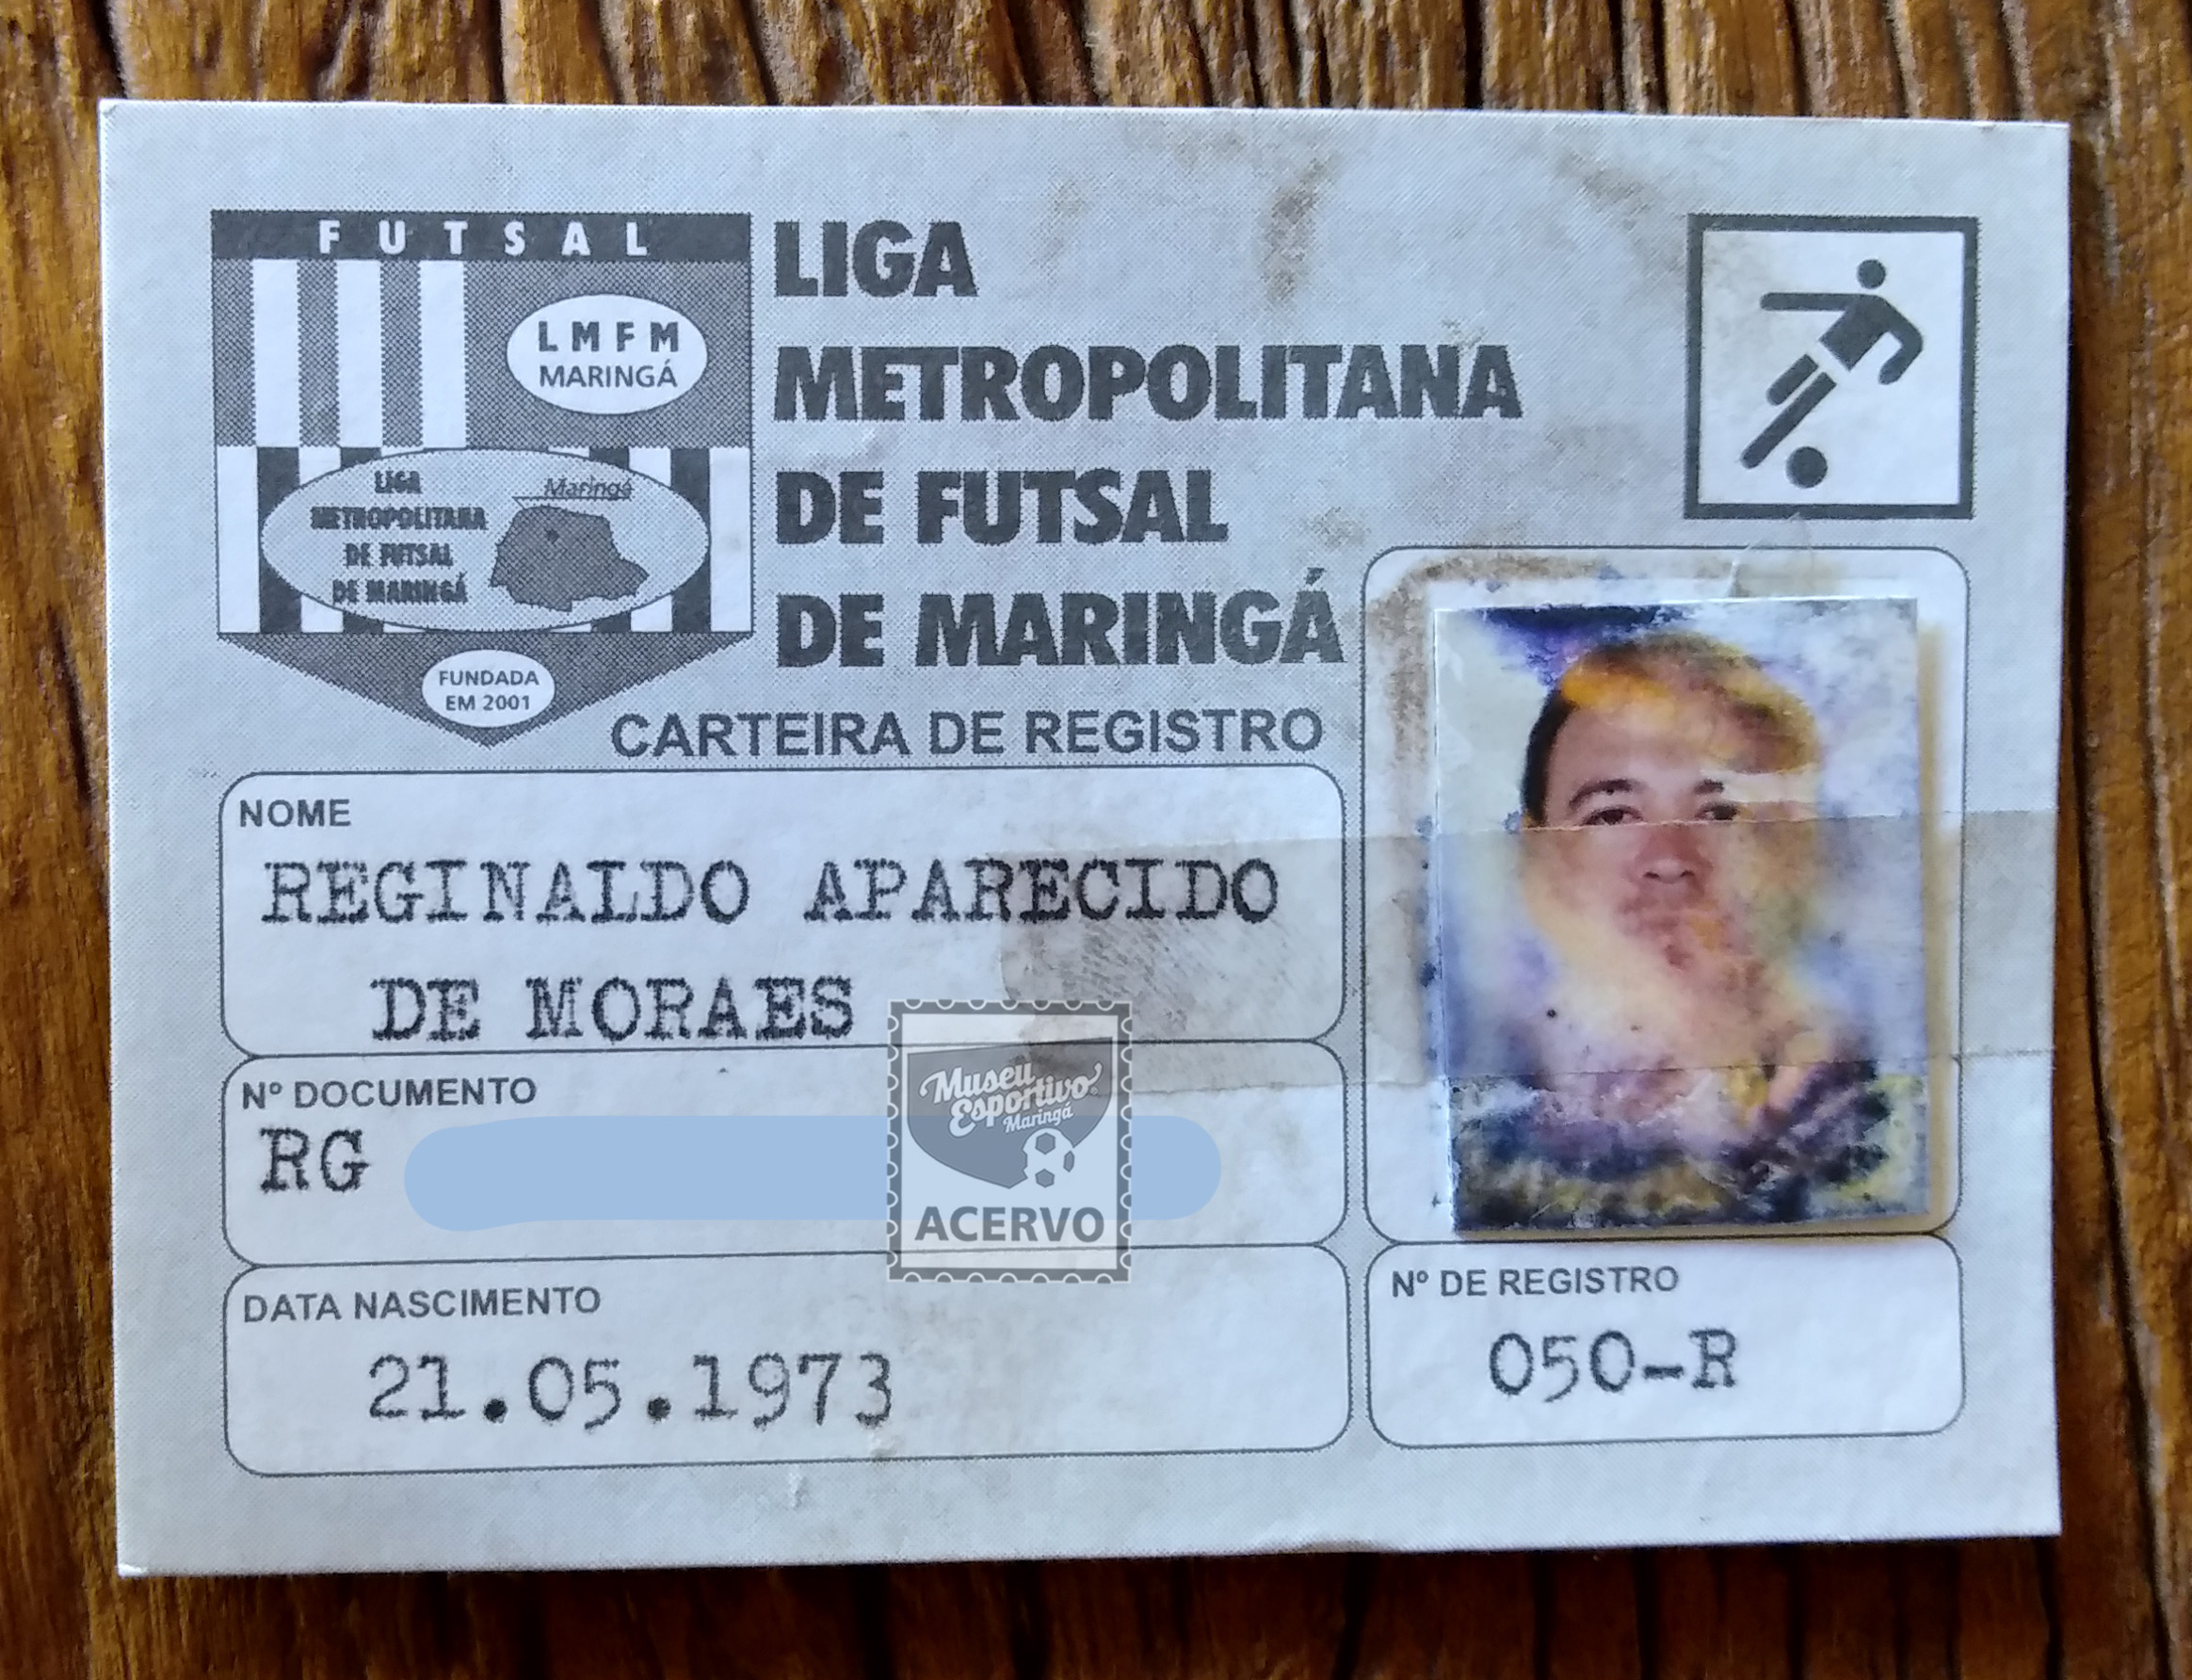 FUTSAL
LMFM
MARINGÁ
LIGA
METROPOLITANA
DE FUTSAL
DE MARINGÁ
Maringá
FUNDADA
EM 2001
LIGA
METROPOLITANA
DE FUTSAL
DE MARINGÁ
CARTEIRA DE REGISTRO
NOME
REGINALDO APARECIDO
DE MORAES
Nº DOCUMENTO
RG
Museu
Esportivo
Maringá
ACERVO
DATA NASCIMENTO
21.05.1973
Nº DE REGISTRO
050-R